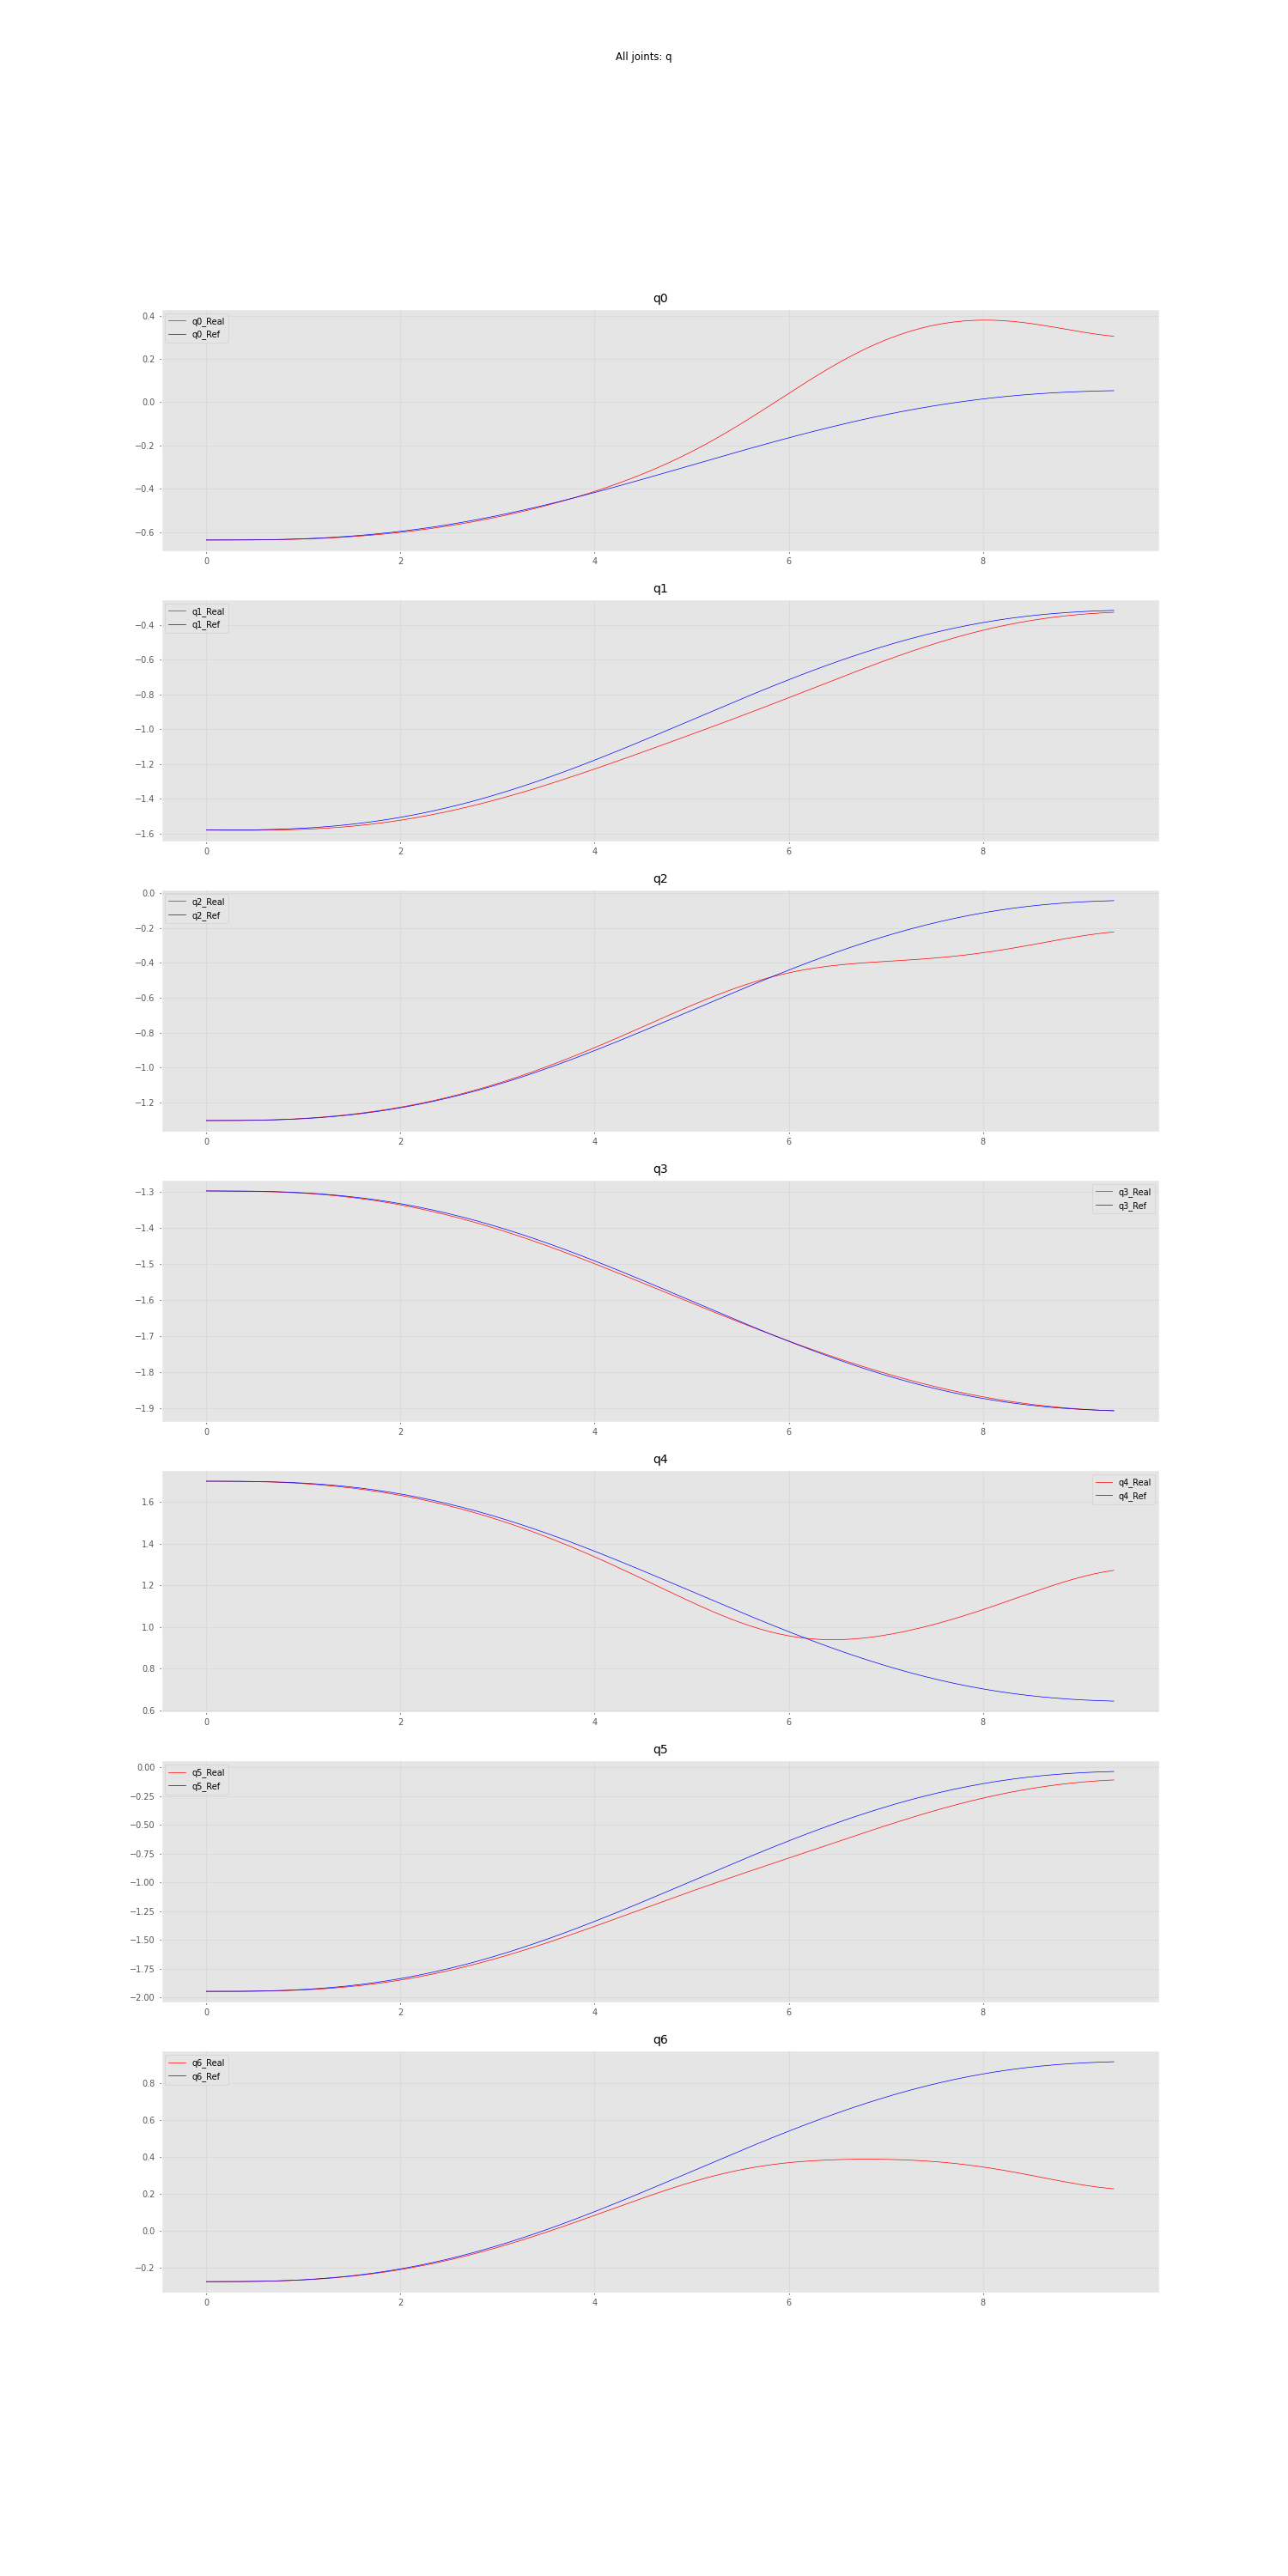 All joints: q
q0
q0_Real
q0_Ref
0.4
0.2
0.0
−0.2
−0.4
−0.6
0 2 4 6 8
q1
q1_Real
q1_Ref
−0.4
−0.6
−0.8
−1.0
−1.2
−1.4
−1.6
0 2 4 6 8
q2
q2_Real
q2_Ref
0.0
−0.2
−0.4
−0.6
−0.8
−1.0
−1.2
0 2 4 6 8
q3
q3_Real
q3_Ref
−1.3
−1.4
−1.5
−1.6
−1.7
−1.8
−1.9
0 2 4 6 8
q4
q4_Real
q4_Ref
1.6
1.4
1.2
1.0
0.8
0.6
0 2 4 6 8
q5
q5_Real
q5_Ref
0.00
−0.25
−0.50
−0.75
−1.00
−1.25
−1.50
−1.75
−2.00
0 2 4 6 8
q6
q6_Real
q6_Ref
0.8
0.6
0.4
0.2
0.0
−0.2
0 2 4 6 8